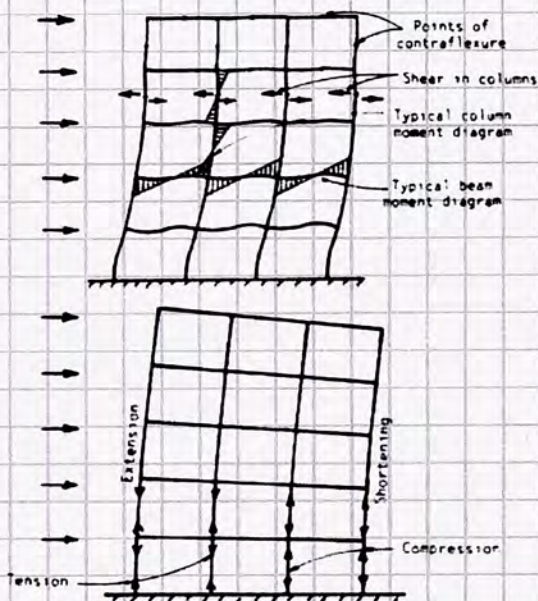 Points of
contraflexure
Shear in columns
Typical column
moment diagram
Typical beam
moment diagram
Extension
Shortening
Tension
Compression